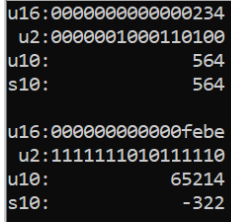 u16:0000000000000234
u2:0000001000110100
u10: 564
s10: 564
u16:000000000000febe
u2:1111111010111110
u10: 65214
s10: -322